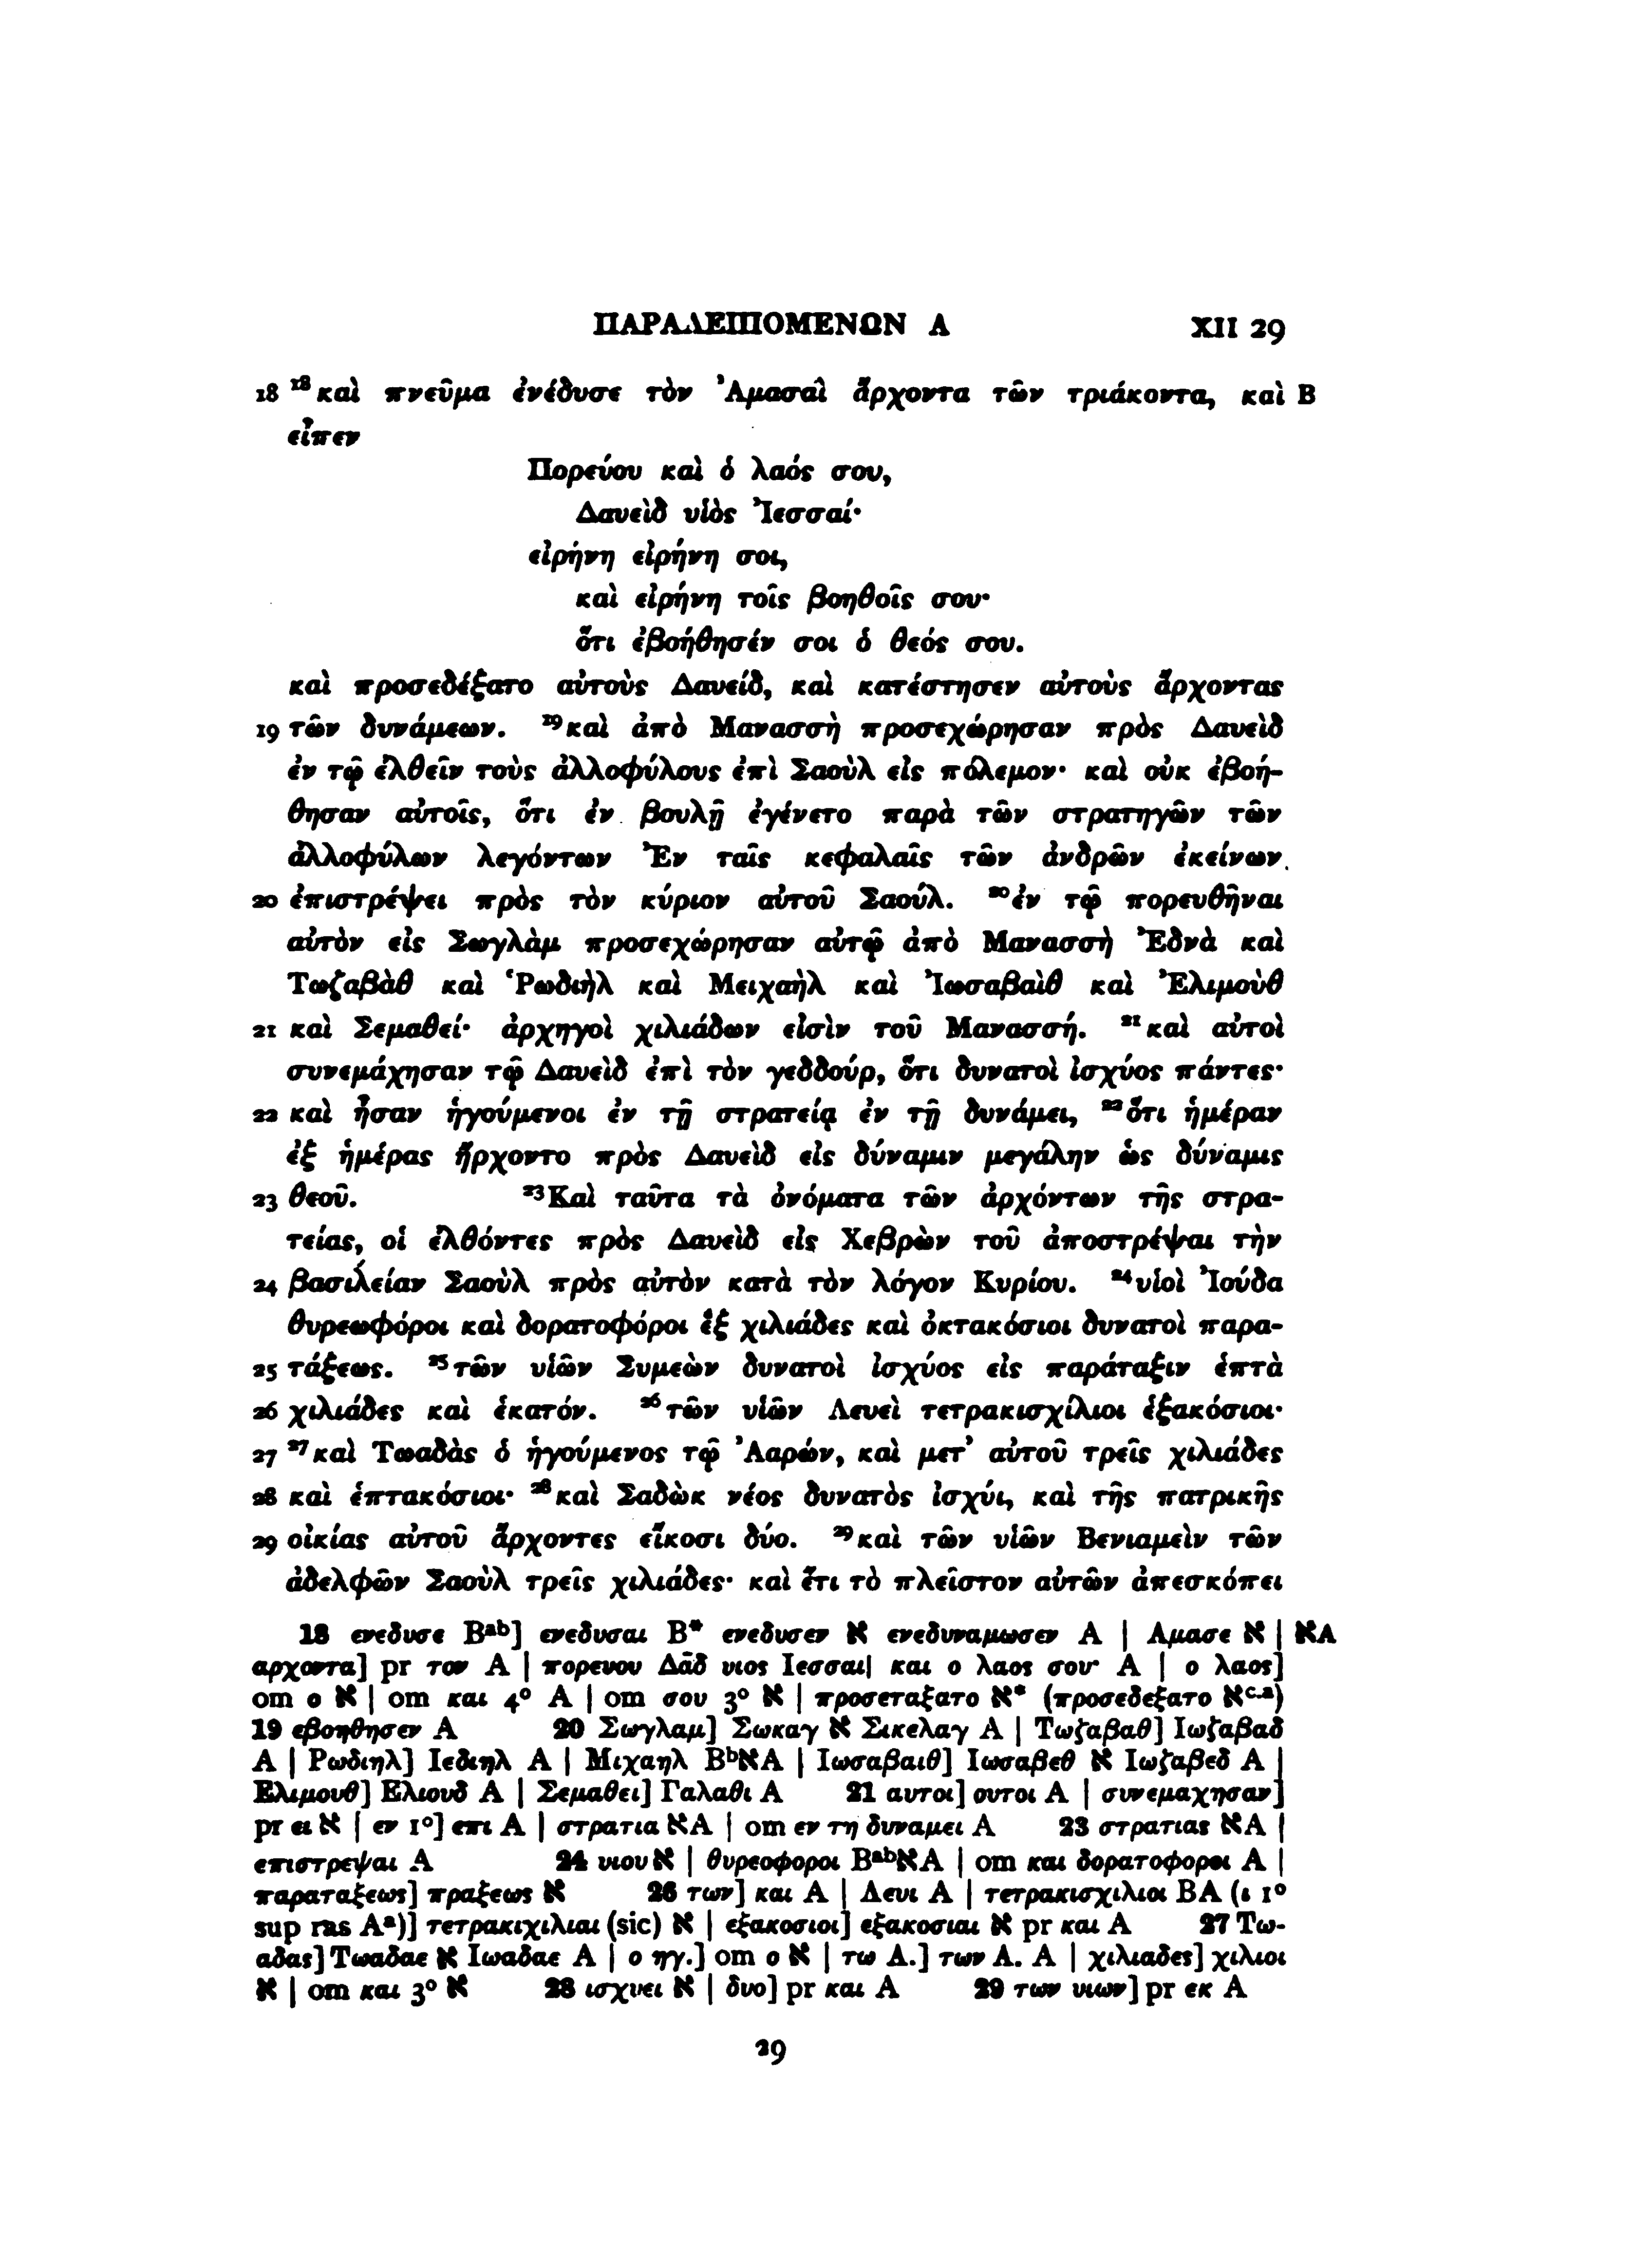 ΠΑΡΑΛΕΙΠΟΜΕΝΩΝ Α XII 29
18 ¹⁸καὶ πνεῦμα ἐνέδυσε τὸν Ἀμασαὶ ἄρχοντα τῶν τριάκοντα, καὶ B
εἶπεν
Πορεύου καὶ ὁ λαός σου,
Δαυεὶδ υἱὸς Ἰεσσαί·
εἰρήνη εἰρήνη σοι,
καὶ εἰρήνη τοῖς βοηθοῖς σου·
ὅτι ἐβοήθησέν σοι ὁ θεός σου.
καὶ προσεδέξατο αὐτοὺς Δαυείδ, καὶ κατέστησεν αὐτοὺς ἄρχοντας
19 τῶν δυνάμεων. ¹⁹καὶ ἀπὸ Μανασσὴ προσεχώρησαν πρὸς Δαυεὶδ
ἐν τῷ ἐλθεῖν τοὺς ἀλλοφύλους ἐπὶ Σαοὺλ εἰς πόλεμον· καὶ οὐκ ἐβοή-
θησαν αὐτοῖς, ὅτι ἐν βουλῇ ἐγένετο παρὰ τῶν στρατηγῶν τῶν
ἀλλοφύλων λεγόντων Ἐν ταῖς κεφαλαῖς τῶν ἀνδρῶν ἐκείνων
20 ἐπιστρέψει πρὸς τὸν κύριον αὐτοῦ Σαούλ. ²⁰ἐν τῷ πορευθῆναι
αὐτὸν εἰς Σωγλὰμ προσεχώρησαν αὐτῷ ἀπὸ Μανασσὴ Ἐδνὰ καὶ
Τωζαβὰθ καὶ Ῥωδιὴλ καὶ Μειχαὴλ καὶ Ἰωσαβαὶθ καὶ Ἐλιμοὺθ
21 καὶ Σεμαθεί· ἀρχηγοὶ χιλιάδων εἰσὶν τοῦ Μανασσή. ²¹καὶ αὐτοὶ
συνεμάχησαν τῷ Δαυεὶδ ἐπὶ τὸν γεδδούρ, ὅτι δυνατοὶ ἰσχύος πάντες·
22 καὶ ἦσαν ἡγούμενοι ἐν τῇ στρατείᾳ ἐν τῇ δυνάμει, ²²ὅτι ἡμέραν
ἐξ ἡμέρας ἤρχοντο πρὸς Δαυεὶδ εἰς δύναμιν μεγάλην ὡς δύναμις
23 θεοῦ. ²³Καὶ ταῦτα τὰ ὀνόματα τῶν ἀρχόντων τῆς στρα-
τείας, οἱ ἐλθόντες πρὸς Δαυεὶδ εἰς Χεβρὼν τοῦ ἀποστρέψαι τὴν
24 βασιλείαν Σαοὺλ πρὸς αὐτὸν κατὰ τὸν λόγον Κυρίου. ²⁴υἱοὶ Ἰούδα
θυρεωφόροι καὶ δορατοφόροι ἓξ χιλιάδες καὶ ὀκτακόσιοι δυνατοὶ παρα-
25 τάξεως. ²⁵τῶν υἱῶν Συμεὼν δυνατοὶ ἰσχύος εἰς παράταξιν ἑπτὰ
26 χιλιάδες καὶ ἑκατόν. ²⁶τῶν υἱῶν Λευεὶ τετρακισχίλιοι ἑξακόσιοι·
27 ²⁷καὶ Τωαδὰς ὁ ἡγούμενος τῷ Ἀαρών, καὶ μετ’ αὐτοῦ τρεῖς χιλιάδες
28 καὶ ἑπτακόσιοι· ²⁸καὶ Σαδὼκ νέος δυνατὸς ἰσχύι, καὶ τῆς πατρικῆς
29 οἰκίας αὐτοῦ ἄρχοντες εἴκοσι δύο. ²⁹καὶ τῶν υἱῶν Βενιαμεὶν τῶν
ἀδελφῶν Σαοὺλ τρεῖς χιλιάδες· καὶ ἔτι τὸ πλεῖστον αὐτῶν ἀπεσκόπει
18 ενεδυσε Bᵃᵇ] ενεδυσαι B* ενεδυσεν א ενεδυναμωσεν A | Αμασε א | אA
αρχοντα] pr τον A | πορευου Δα̅δ υιος Ιεσσαι| και ο λαος σου· A | ο λαος]
om ο א | om και 4° A | om σου 3° א | προσεταξατο א* (προσεδεξατο אᶜ·ᵃ)
19 εβοηθησεν A 20 Σωγλαμ] Σωκαγ א Σικελαγ A | Τωζαβαθ] Ιωζαβαδ
A | Ρωδιηλ] Ιεδιηλ A | Μιχαηλ BᵇאA | Ιωσαβαιθ] Ιωσαβεθ א Ιωζαβεδ A |
Ελιμουθ] Ελιουδ A | Σεμαθει] Γαλαθι A 21 αυτοι] ουτοι A | συνεμαχησαν]
pr ει א | εν 1°] επι A | στρατια אA | om εν τη δυναμει A 23 στρατιας אA |
επιστρεψαι A 24 υιου א | θυρεοφοροι BᵃᵇאA | om και δορατοφοροι A |
παραταξεως] πραξεως א 26 των] και A | Λευι A | τετρακισχιλιοι BA (ι 1°
sup ras Aᵃ)] τετρακιχιλιαι (sic) א | εξακοσιοι] εξακοσιαι א pr και A 27 Τω-
αδας] Τωαδαε א Ιωαδαε A | ο ηγ.] om ο א | τω Α.] των Α. A | χιλιαδες] χιλιοι
א | om και 3° א 28 ισχυει א | δυο] pr και A 29 των υιων] pr εκ A
29